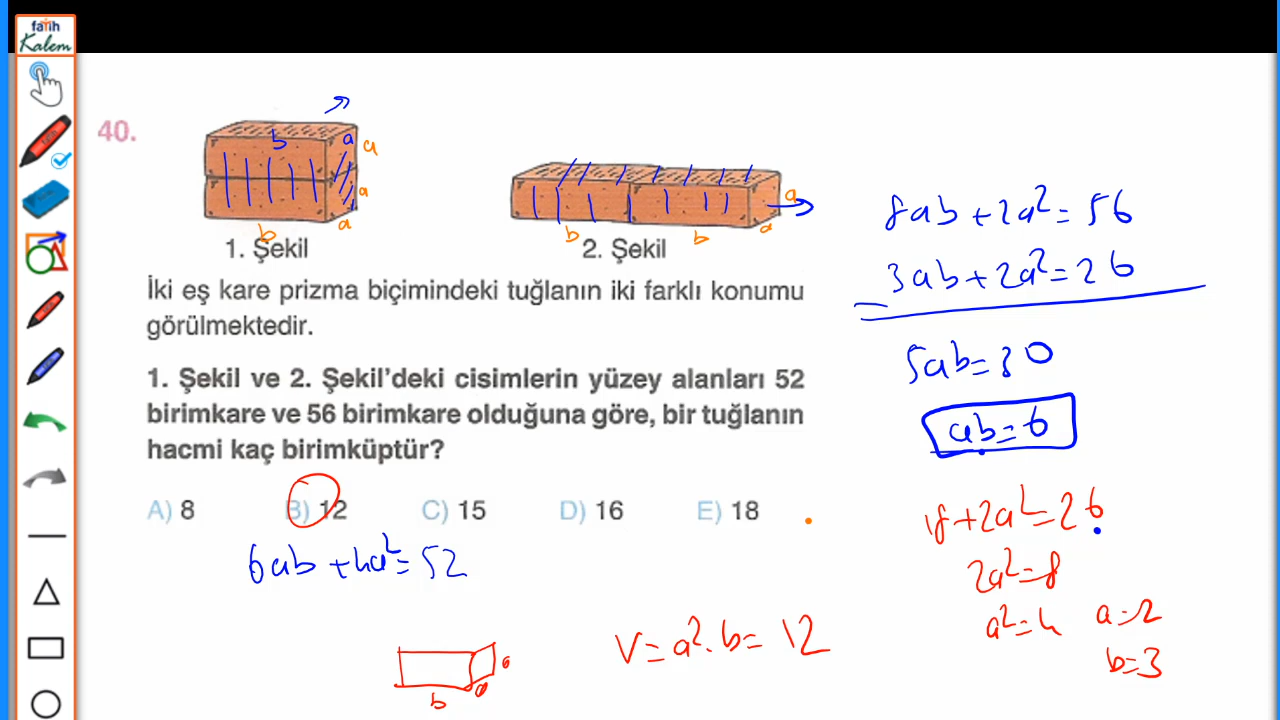 fatih
Kalem
40.
b
a
a
a
a
b
a
a
b
b
1. Şekil
2. Şekil
İki eş kare prizma biçimindeki tuğlanın iki farklı konumu
görülmektedir.
1. Şekil ve 2. Şekil'deki cisimlerin yüzey alanları 52
birimkare ve 56 birimkare olduğuna göre, bir tuğlanın
hacmi kaç birimküptür?
A) 8 B) 12 C) 15 D) 16 E) 18
6ab + 4a² = 52
b
V = a². b = 12
8ab + 2a² = 56
3ab + 2a² = 26
5ab = 30
ab = 6
18 + 2a² = 26
2a² = 8
a² = 4
a = 2
b = 3